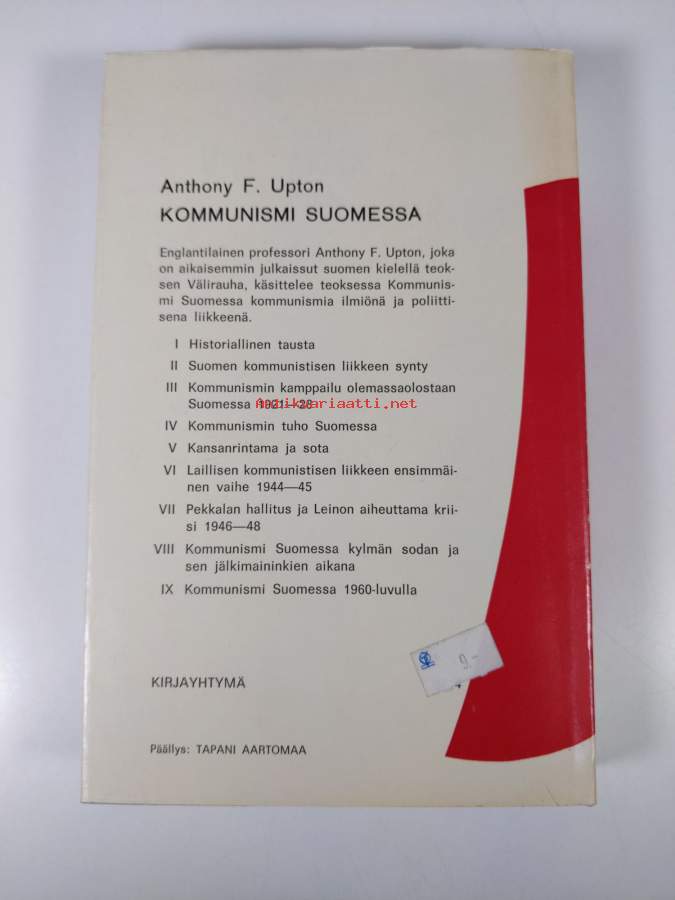 Anthony F. Upton
KOMMUNISMI SUOMESSA
Englantilainen professori Anthony F. Upton, joka
on aikaisemmin julkaissut suomen kielellä teok-
sen Välirauha, käsittelee teoksessa Kommunis-
mi Suomessa kommunismia ilmiönä ja poliitti-
sena liikkeenä.
I Historiallinen tausta
II Suomen kommunistisen liikkeen synty
III Kommunismin kamppailu olemassaolostaan
Suomessa 1921—28
antikvariaatti.net
IV Kommunismin tuho Suomessa
V Kansanrintama ja sota
VI Laillisen kommunistisen liikkeen ensimmäi-
nen vaihe 1944—45
VII Pekkalan hallitus ja Leinon aiheuttama krii-
si 1946—48
VIII Kommunismi Suomessa kylmän sodan ja
sen jälkimaininkien aikana
IX Kommunismi Suomessa 1960-luvulla
9-
KIRJAYHTYMÄ
Päällys: TAPANI AARTOMAA